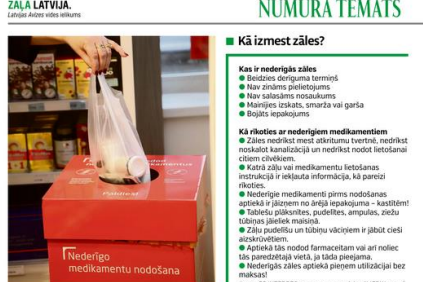 ZAĻA LATVIJA.
Latvijas Avīzes vides ielikums
NUMURA TEMATS
Kā izmest zāles?
Kas ir nederīgās zāles
● Beidzies derīguma termiņš
● Nav zināms pielietojums
● Nav salasāms nosaukums
● Mainījies izskats, smarža vai garša
● Bojāts iepakojums
Kā rīkoties ar nederīgiem medikamentiem
● Zāles nedrīkst mest atkritumu tvertnē, nedrīkst
noskalot kanalizācijā un nedrīkst nodot lietošanai
citiem cilvēkiem.
● Katrā zāļu vai medikamentu lietošanas
instrukcijā ir iekļauta informācija, kā pareizi
rīkoties.
● Nederīgie medikamenti pirms nodošanas
aptiekā ir jāizņem no ārējā iepakojuma – kastītēm!
● Tablešu plāksnītes, pudelītes, ampulas, ziežu
tūbiņas jāieliek maisiņā.
● Zāļu pudelīšu un tūbiņu vāciņiem ir jābūt cieši
aizskrūvētiem.
● Aptiekā tās nodod farmaceitam vai arī noliec
tās paredzētajā vietā, ja tāda pieejama.
● Nederīgās zāles aptiekā pieņem utilizācijai bez
maksas!
Nederīgo
medikamentu nodošana